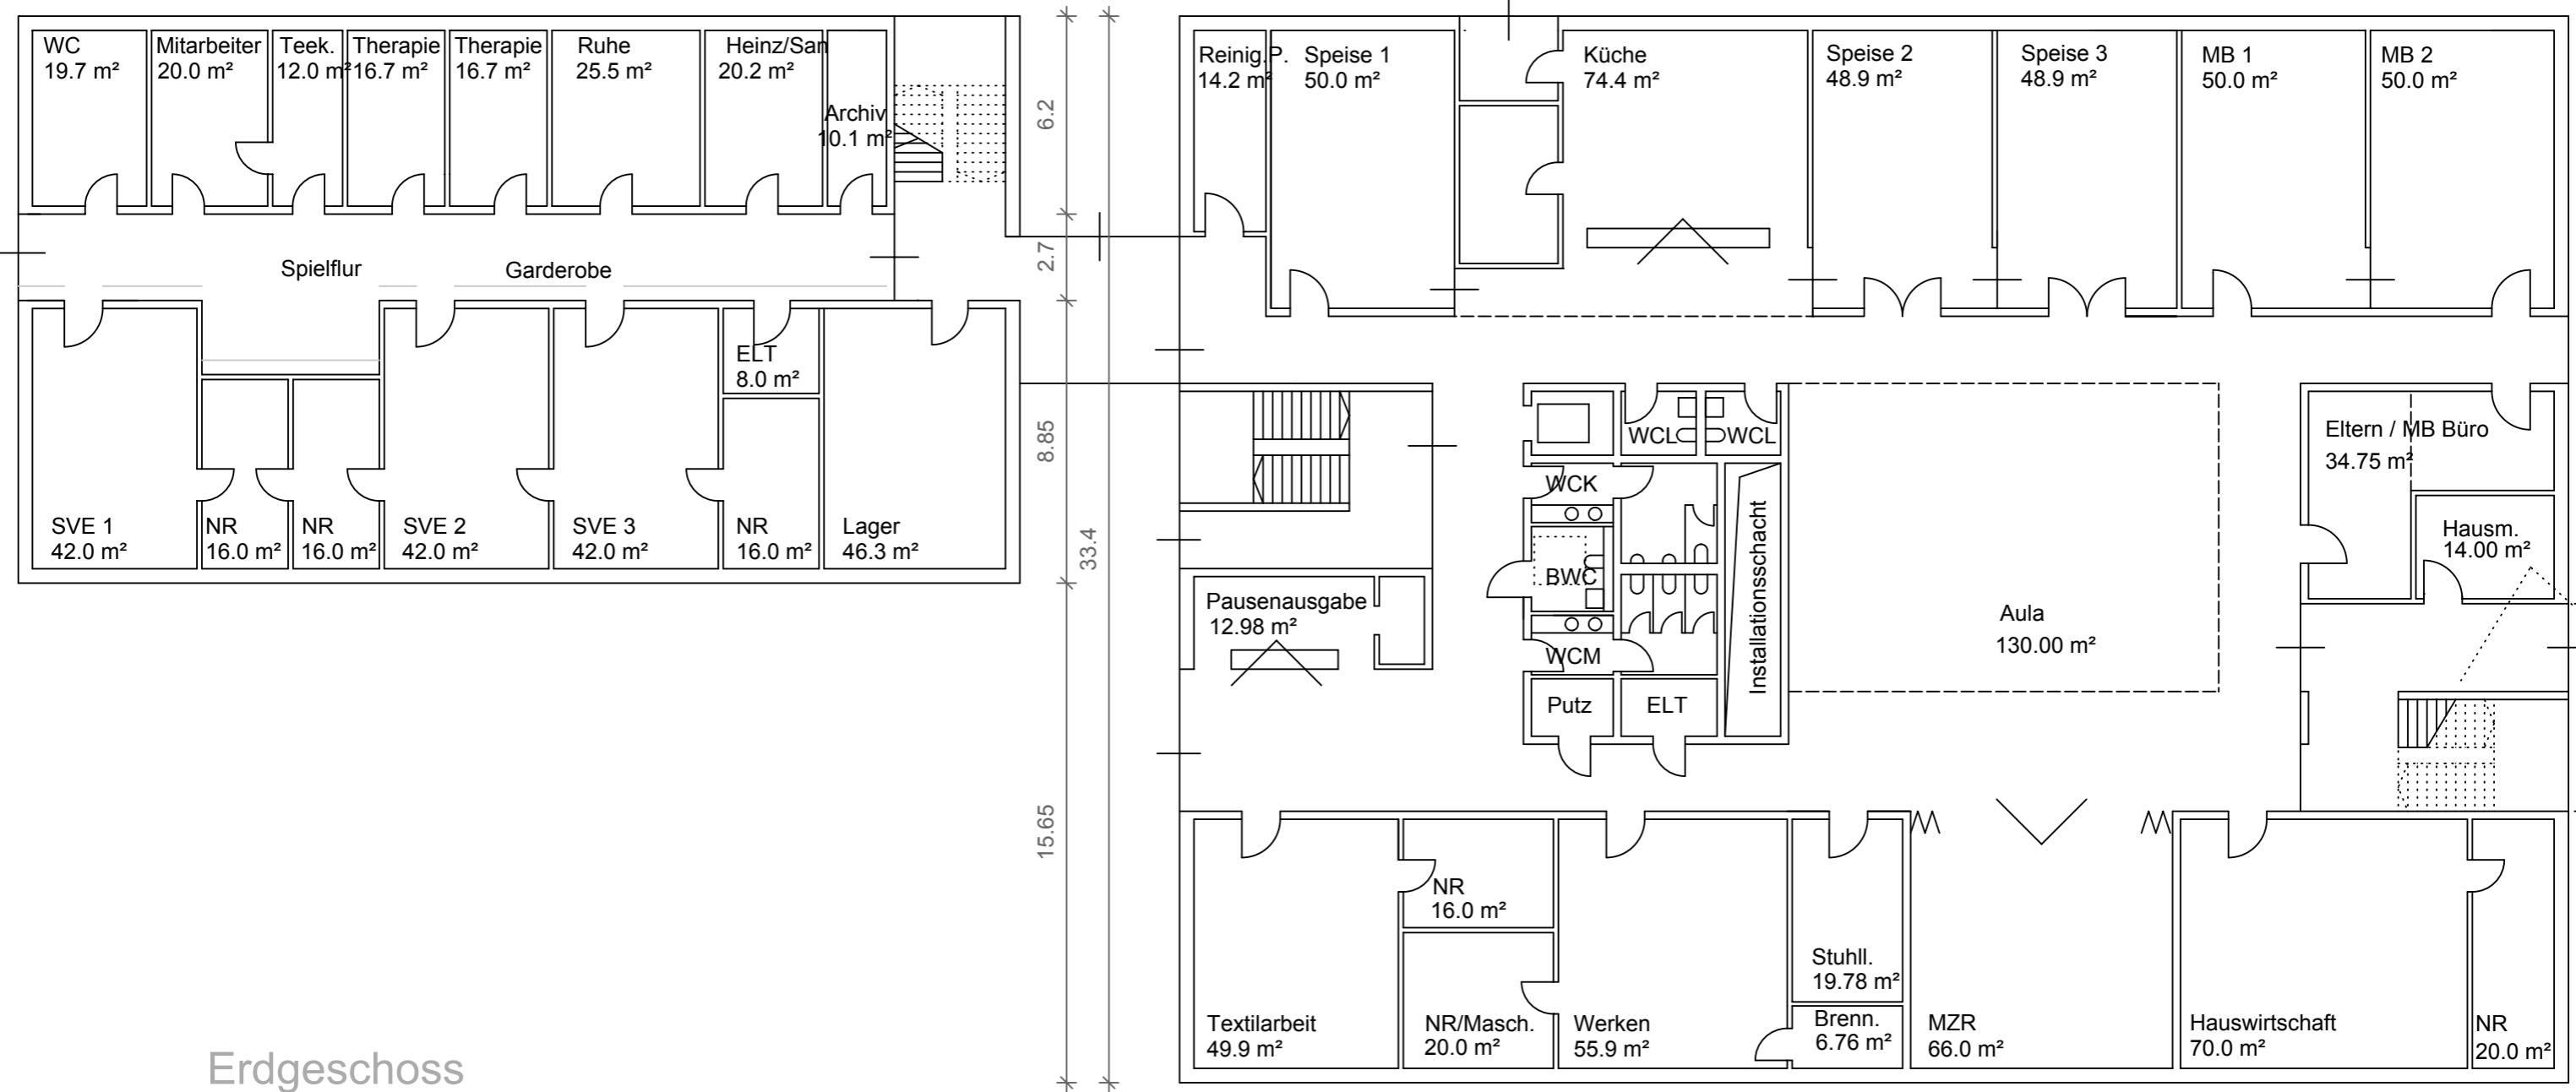 WC
19.7 m²
Mitarbeiter
20.0 m²
Teek.
12.0 m²
Therapie
16.7 m²
Therapie
16.7 m²
Ruhe
25.5 m²
Heinz/San
20.2 m²
Archiv
10.1 m²
Spielflur
Garderobe
SVE 1
42.0 m²
NR
16.0 m²
NR
16.0 m²
SVE 2
42.0 m²
SVE 3
42.0 m²
ELT
8.0 m²
NR
16.0 m²
Lager
46.3 m²
6.2
2.7
8.85
33.4
15.65
Reinig.P.
14.2 m²
Speise 1
50.0 m²
Küche
74.4 m²
Speise 2
48.9 m²
Speise 3
48.9 m²
MB 1
50.0 m²
MB 2
50.0 m²
WCL
WCL
WCK
BWC
WCM
Putz
ELT
Installationsschacht
Pausenausgabe
12.98 m²
Aula
130.00 m²
Eltern / MB Büro
34.75 m²
Hausm.
14.00 m²
Textilarbeit
49.9 m²
NR
16.0 m²
NR/Masch.
20.0 m²
Werken
55.9 m²
Stuhll.
19.78 m²
Brenn.
6.76 m²
MZR
66.0 m²
Hauswirtschaft
70.0 m²
NR
20.0 m²
Erdgeschoss